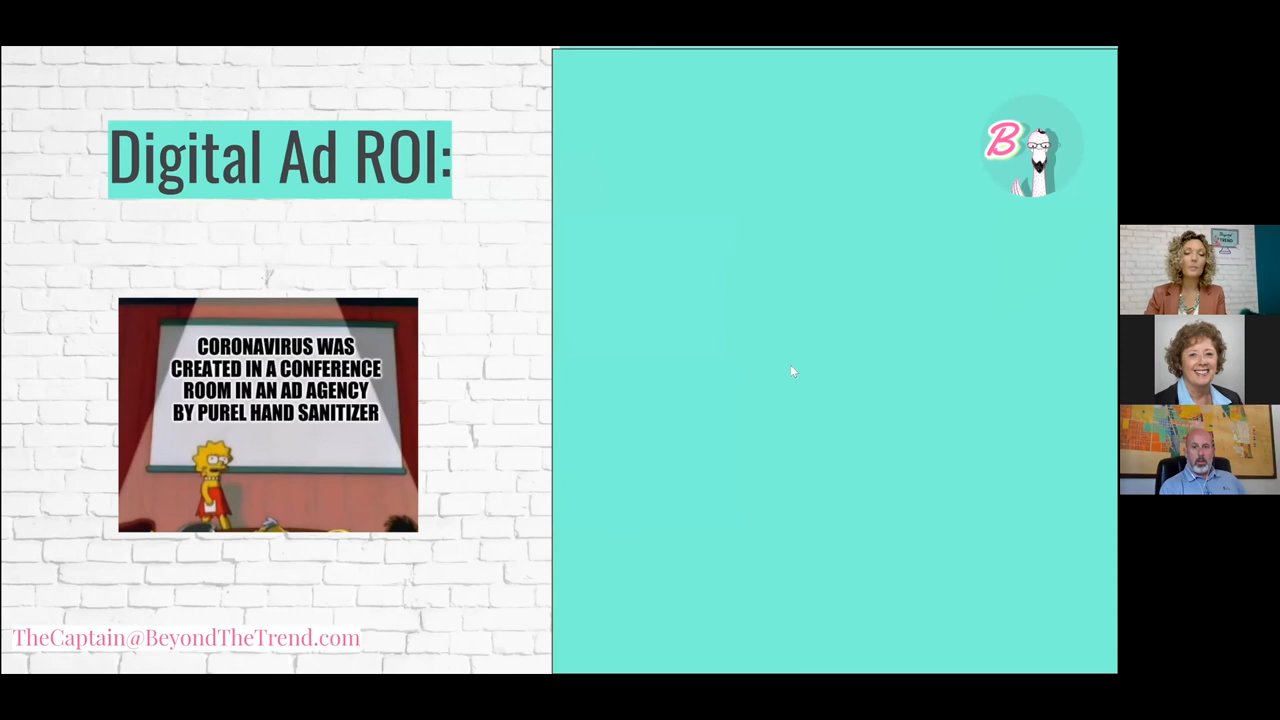 Digital Ad ROI:
CORONAVIRUS WAS
CREATED IN A CONFERENCE
ROOM IN AN AD AGENCY
BY PUREL HAND SANITIZER
TheCaptain@BeyondTheTrend.com
B
TREND